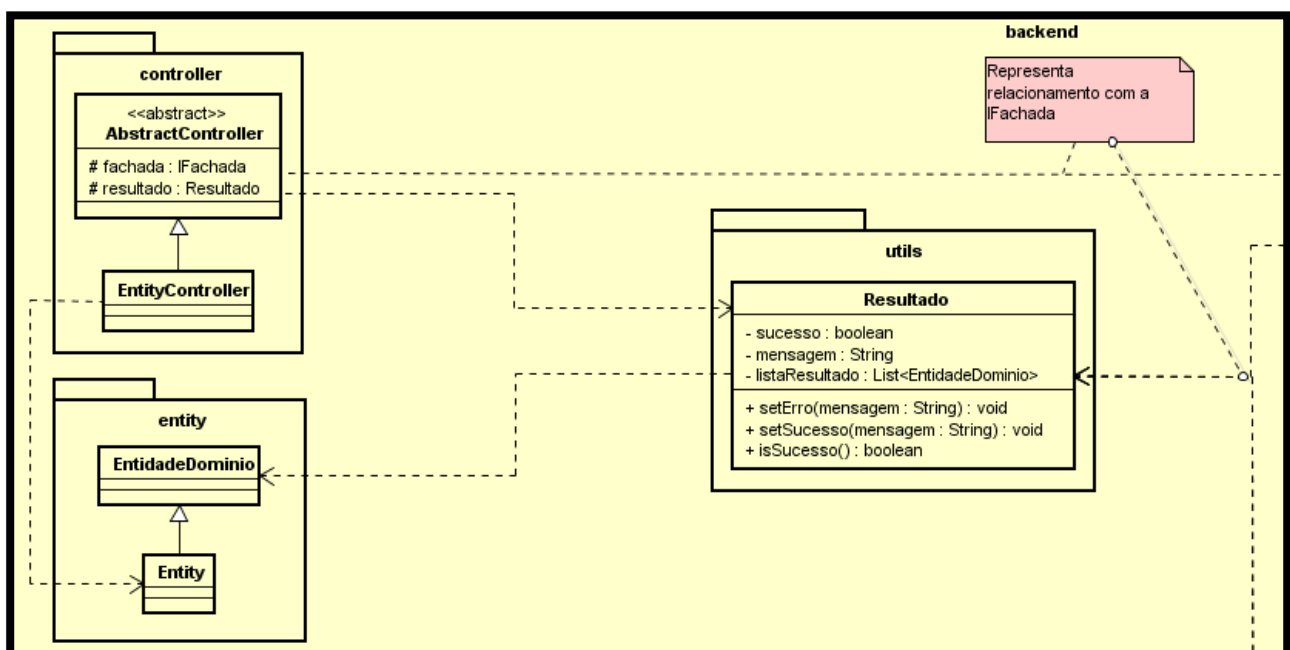 backend
Representa
relacionamento com a
IFachada
controller
<<abstract>>
AbstractController
# fachada : IFachada
# resultado : Resultado
EntityController
utils
Resultado
- sucesso : boolean
- mensagem : String
- listaResultado : List<EntidadeDominio>
+ setErro(mensagem : String) : void
+ setSucesso(mensagem : String) : void
+ isSucesso() : boolean
entity
EntidadeDominio
Entity